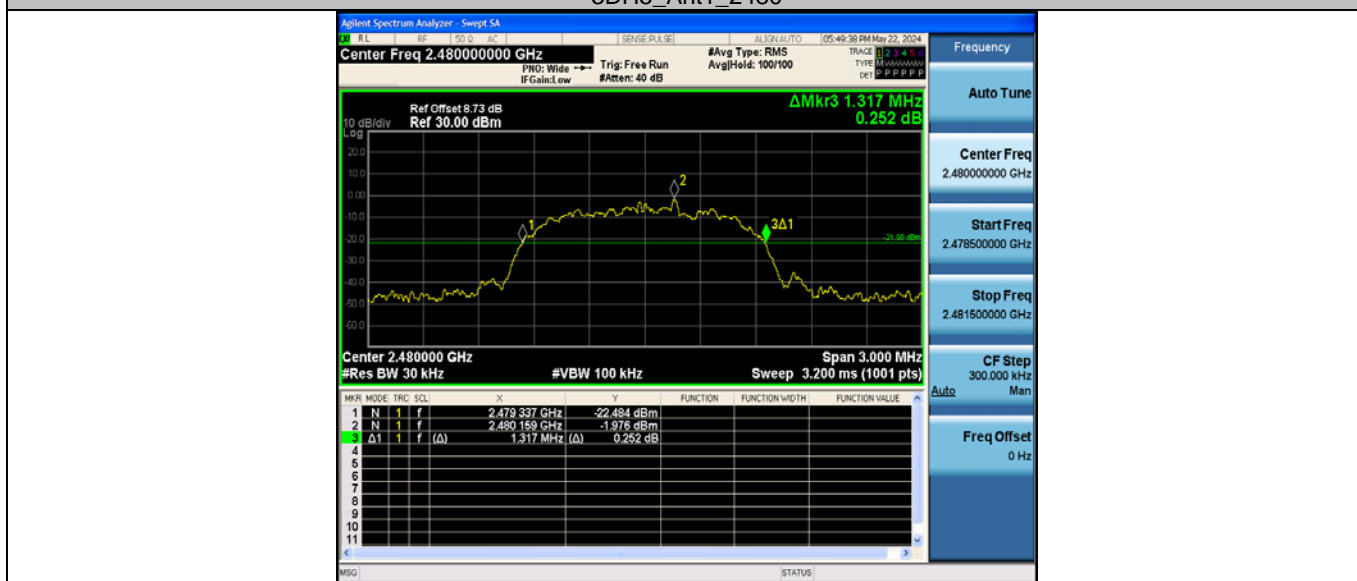 3DH5_Ant1_2480
Agilent Spectrum Analyzer - Swept SA
RL RF 50 Ω AC SENSE:PULSE ALIGN AUTO 05:49:38 PM May 22, 2024
Center Freq 2.480000000 GHz #Avg Type: RMS TRACE 1 2 3 4 5 6
PNO: Wide Trig: Free Run Avg|Hold: 100/100 TYPE MWWWWW
IFGain:Low #Atten: 40 dB DET P P P P P P
Frequency
Auto Tune
Center Freq
2.480000000 GHz
Start Freq
2.478500000 GHz
Stop Freq
2.481500000 GHz
CF Step
300.000 kHz
Auto Man
Freq Offset
0 Hz
ΔMkr3 1.317 MHz
0.252 dB
Ref Offset 8.73 dB
10 dB/div Ref 30.00 dBm
Log
20.0
10.0
0.00
-10.0
-20.0
-30.0
-40.0
-50.0
-60.0
1
2
3Δ1
-21.98 dBm
Center 2.480000 GHz Span 3.000 MHz
#Res BW 30 kHz #VBW 100 kHz Sweep 3.200 ms (1001 pts)
MKR MODE TRC SCL X Y FUNCTION FUNCTION WIDTH FUNCTION VALUE
1 N 1 f 2.479 337 GHz -22.484 dBm
2 N 1 f 2.480 159 GHz -1.976 dBm
3 Δ1 1 f (Δ) 1.317 MHz (Δ) 0.252 dB
4
5
6
7
8
9
10
11
MSG STATUS